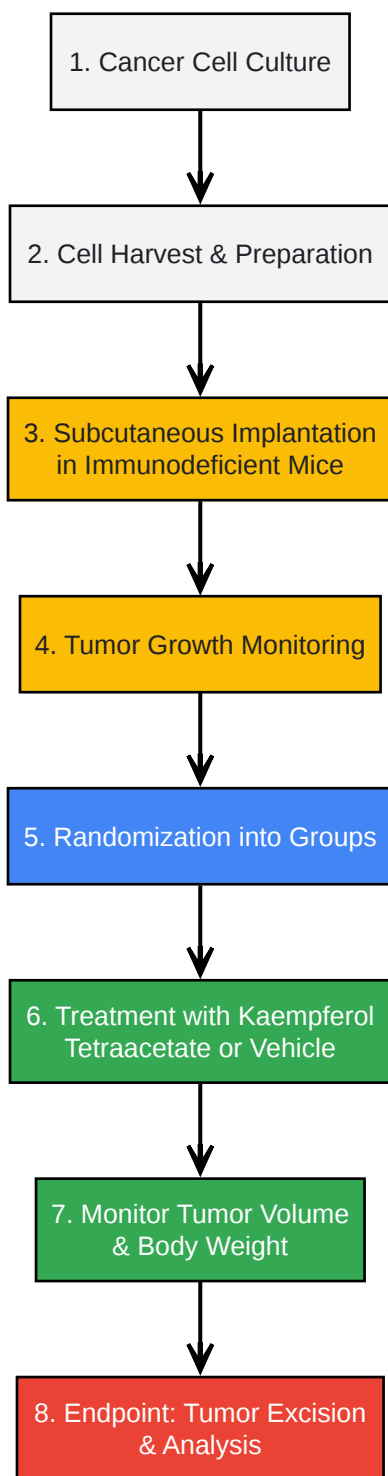 1. Cancer Cell Culture
2. Cell Harvest & Preparation
3. Subcutaneous Implantation
in Immunodeficient Mice
4. Tumor Growth Monitoring
5. Randomization into Groups
6. Treatment with Kaempferol
Tetraacetate or Vehicle
7. Monitor Tumor Volume
& Body Weight
8. Endpoint: Tumor Excision
& Analysis